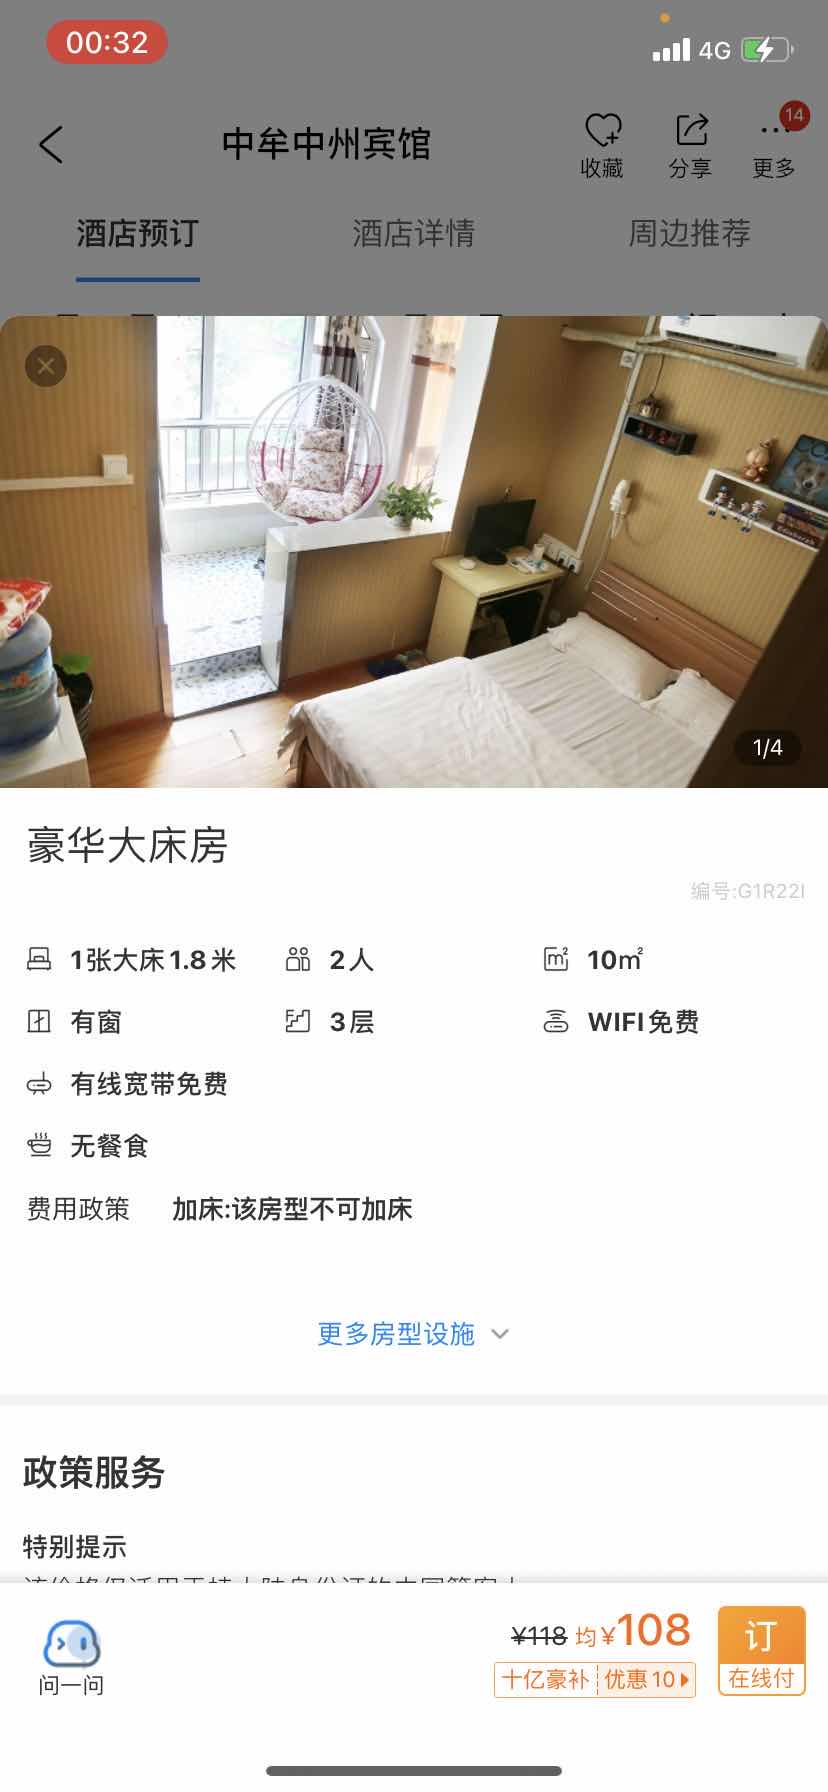 00:32
4G
中牟中州宾馆
收藏
分享
14
更多
酒店预订
酒店详情
周边推荐
1/4
豪华大床房
编号:G1R22I
1张大床1.8米
2人
10㎡
有窗
3层
WIFI免费
有线宽带免费
无餐食
费用政策 加床:该房型不可加床
更多房型设施
政策服务
特别提示
问一问
¥118 均¥108
十亿豪补 优惠10
订
在线付